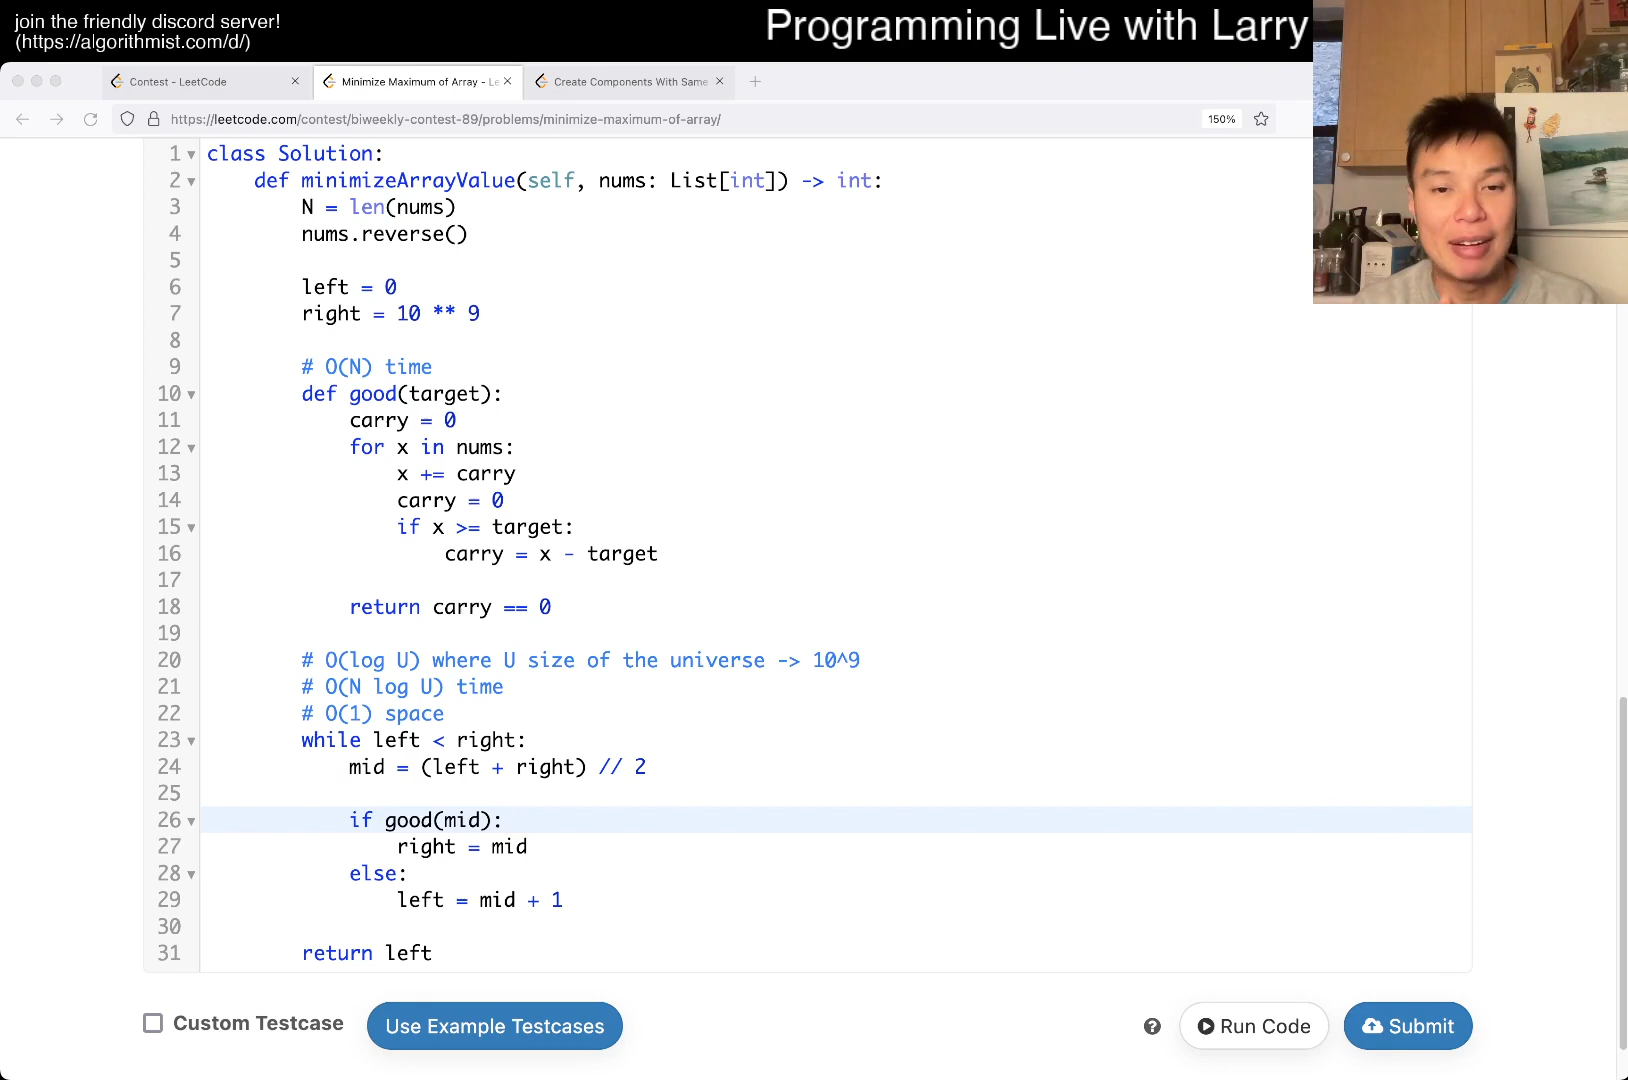 join the friendly discord server!
(https://algorithmist.com/d/)
Programming Live with Larry
Contest - LeetCode
Minimize Maximum of Array - Le
Create Components With Same
https://leetcode.com/contest/biweekly-contest-89/problems/minimize-maximum-of-array/
150%
1 class Solution:
2     def minimizeArrayValue(self, nums: List[int]) -> int:
3         N = len(nums)
4         nums.reverse()
5
6         left = 0
7         right = 10 ** 9
8
9         # O(N) time
10         def good(target):
11             carry = 0
12             for x in nums:
13                 x += carry
14                 carry = 0
15                 if x >= target:
16                     carry = x - target
17
18             return carry == 0
19
20         # O(log U) where U size of the universe -> 10^9
21         # O(N log U) time
22         # O(1) space
23         while left < right:
24             mid = (left + right) // 2
25
26             if good(mid):
27                 right = mid
28             else:
29                 left = mid + 1
30
31         return left
Custom Testcase
Use Example Testcases
?
Run Code
Submit